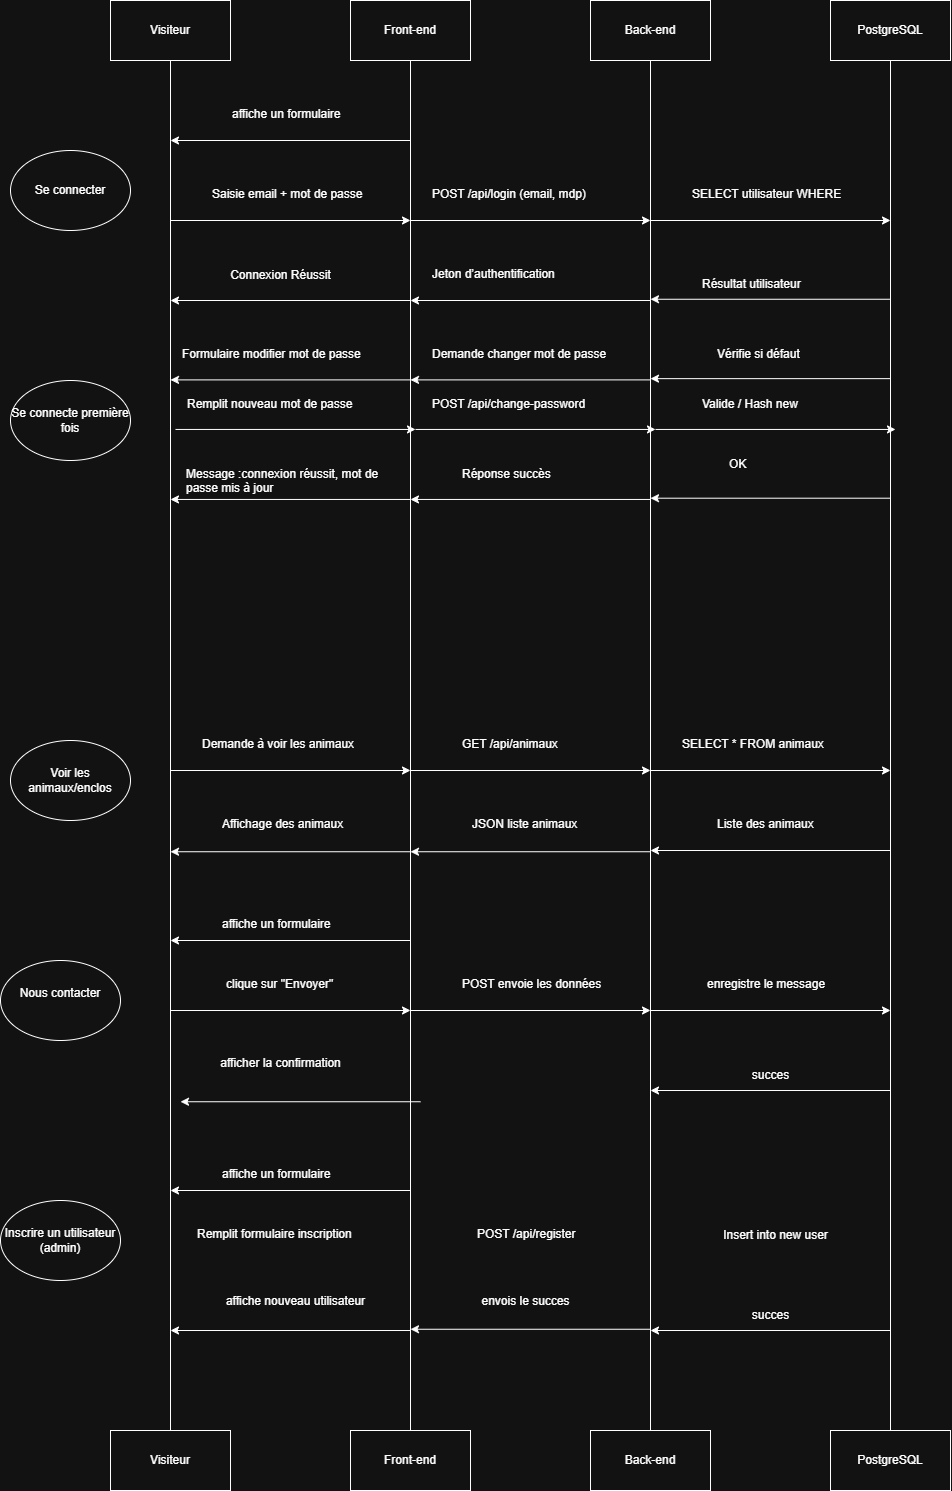 Visiteur
Front-end
Back-end
PostgreSQL
affiche un formulaire
Se connecter
Saisie email + mot de passe
POST /api/login (email, mdp)
SELECT utilisateur WHERE
Connexion Réussit
Jeton d'authentification
Résultat utilisateur
Formulaire modifier mot de passe
Demande changer mot de passe
Vérifie si défaut
Se connecte première
fois
Remplit nouveau mot de passe
POST /api/change-password
Valide / Hash new
Message :connexion réussit, mot de
passe mis à jour
Réponse succès
OK
Demande à voir les animaux
GET /api/animaux
SELECT * FROM animaux
Voir les
animaux/enclos
Affichage des animaux
JSON liste animaux
Liste des animaux
affiche un formulaire
Nous contacter
clique sur "Envoyer"
POST envoie les données
enregistre le message
afficher la confirmation
succes
affiche un formulaire
Inscrire un utilisateur
(admin)
Remplit formulaire inscription
POST /api/register
Insert into new user
affiche nouveau utilisateur
envois le succes
succes
Visiteur
Front-end
Back-end
PostgreSQL